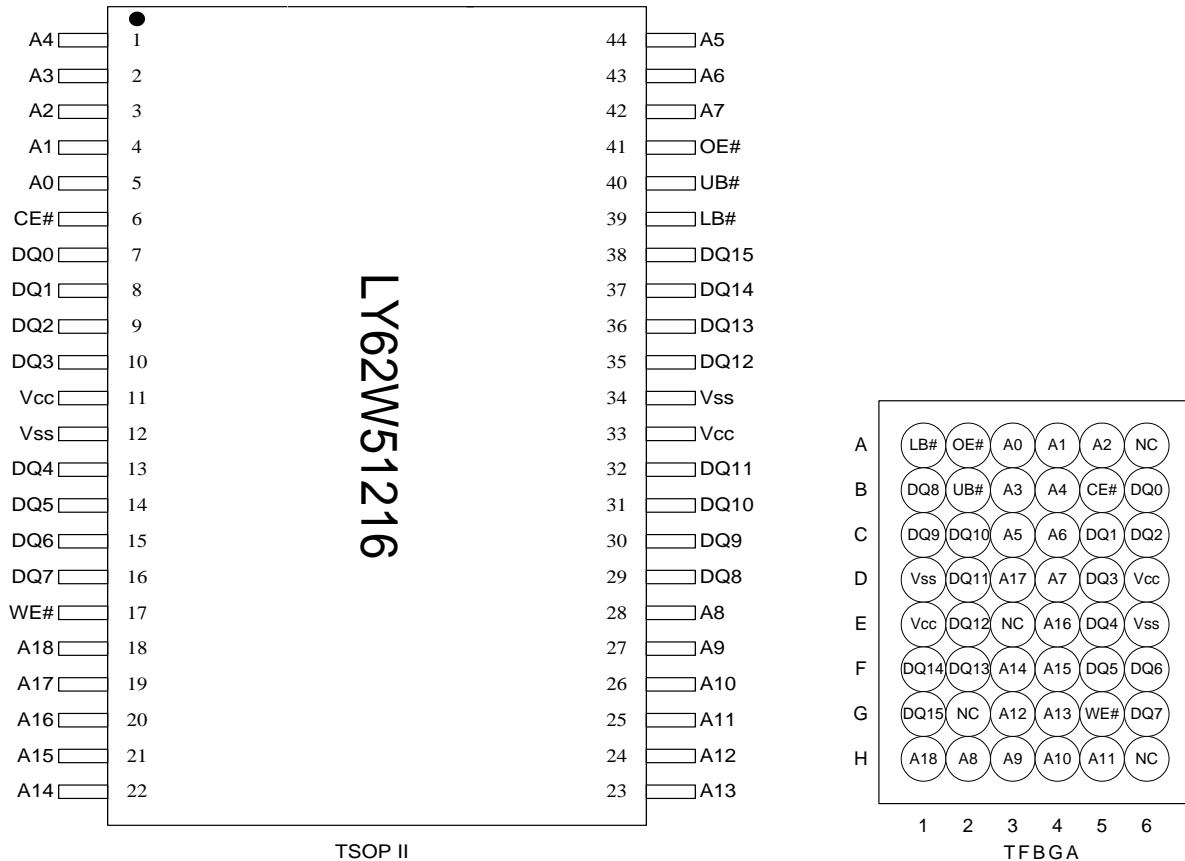 A4 1 44 A5
A3 2 43 A6
A2 3 42 A7
A1 4 41 OE#
A0 5 40 UB#
CE# 6 39 LB#
DQ0 7 38 DQ15
DQ1 8 37 DQ14
DQ2 9 36 DQ13
DQ3 10 35 DQ12
Vcc 11 34 Vss
Vss 12 33 Vcc
DQ4 13 32 DQ11
DQ5 14 31 DQ10
DQ6 15 30 DQ9
DQ7 16 29 DQ8
WE# 17 28 A8
A18 18 27 A9
A17 19 26 A10
A16 20 25 A11
A15 21 24 A12
A14 22 23 A13
LY62W51216
TSOP II
A LB# OE# A0 A1 A2 NC
B DQ8 UB# A3 A4 CE# DQ0
C DQ9 DQ10 A5 A6 DQ1 DQ2
D Vss DQ11 A17 A7 DQ3 Vcc
E Vcc DQ12 NC A16 DQ4 Vss
F DQ14 DQ13 A14 A15 DQ5 DQ6
G DQ15 NC A12 A13 WE# DQ7
H A18 A8 A9 A10 A11 NC
1 2 3 4 5 6
TFBGA